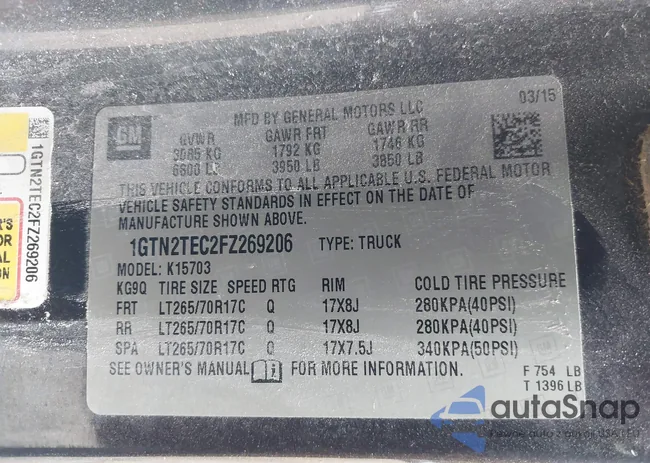 MFD BY GENERAL MOTORS LLC
03/15
GM
GVWR GAWR FRT GAWR RR
3085 KG 1792 KG 1746 KG
6800 LB 3950 LB 3850 LB
THIS VEHICLE CONFORMS TO ALL APPLICABLE U.S. FEDERAL MOTOR
VEHICLE SAFETY STANDARDS IN EFFECT ON THE DATE OF
MANUFACTURE SHOWN ABOVE.
1GTN2TEC2FZ269206 TYPE: TRUCK
MODEL: K15703
KG9Q TIRE SIZE SPEED RTG RIM COLD TIRE PRESSURE
FRT LT265/70R17C Q 17X8J 280KPA(40PSI)
RR LT265/70R17C Q 17X8J 280KPA(40PSI)
SPA LT265/70R17C Q 17X7.5J 340KPA(50PSI)
SEE OWNER'S MANUAL FOR MORE INFORMATION.
F 754 LB
T 1396 LB
1GTN2TEC2FZ269206
autoSnap